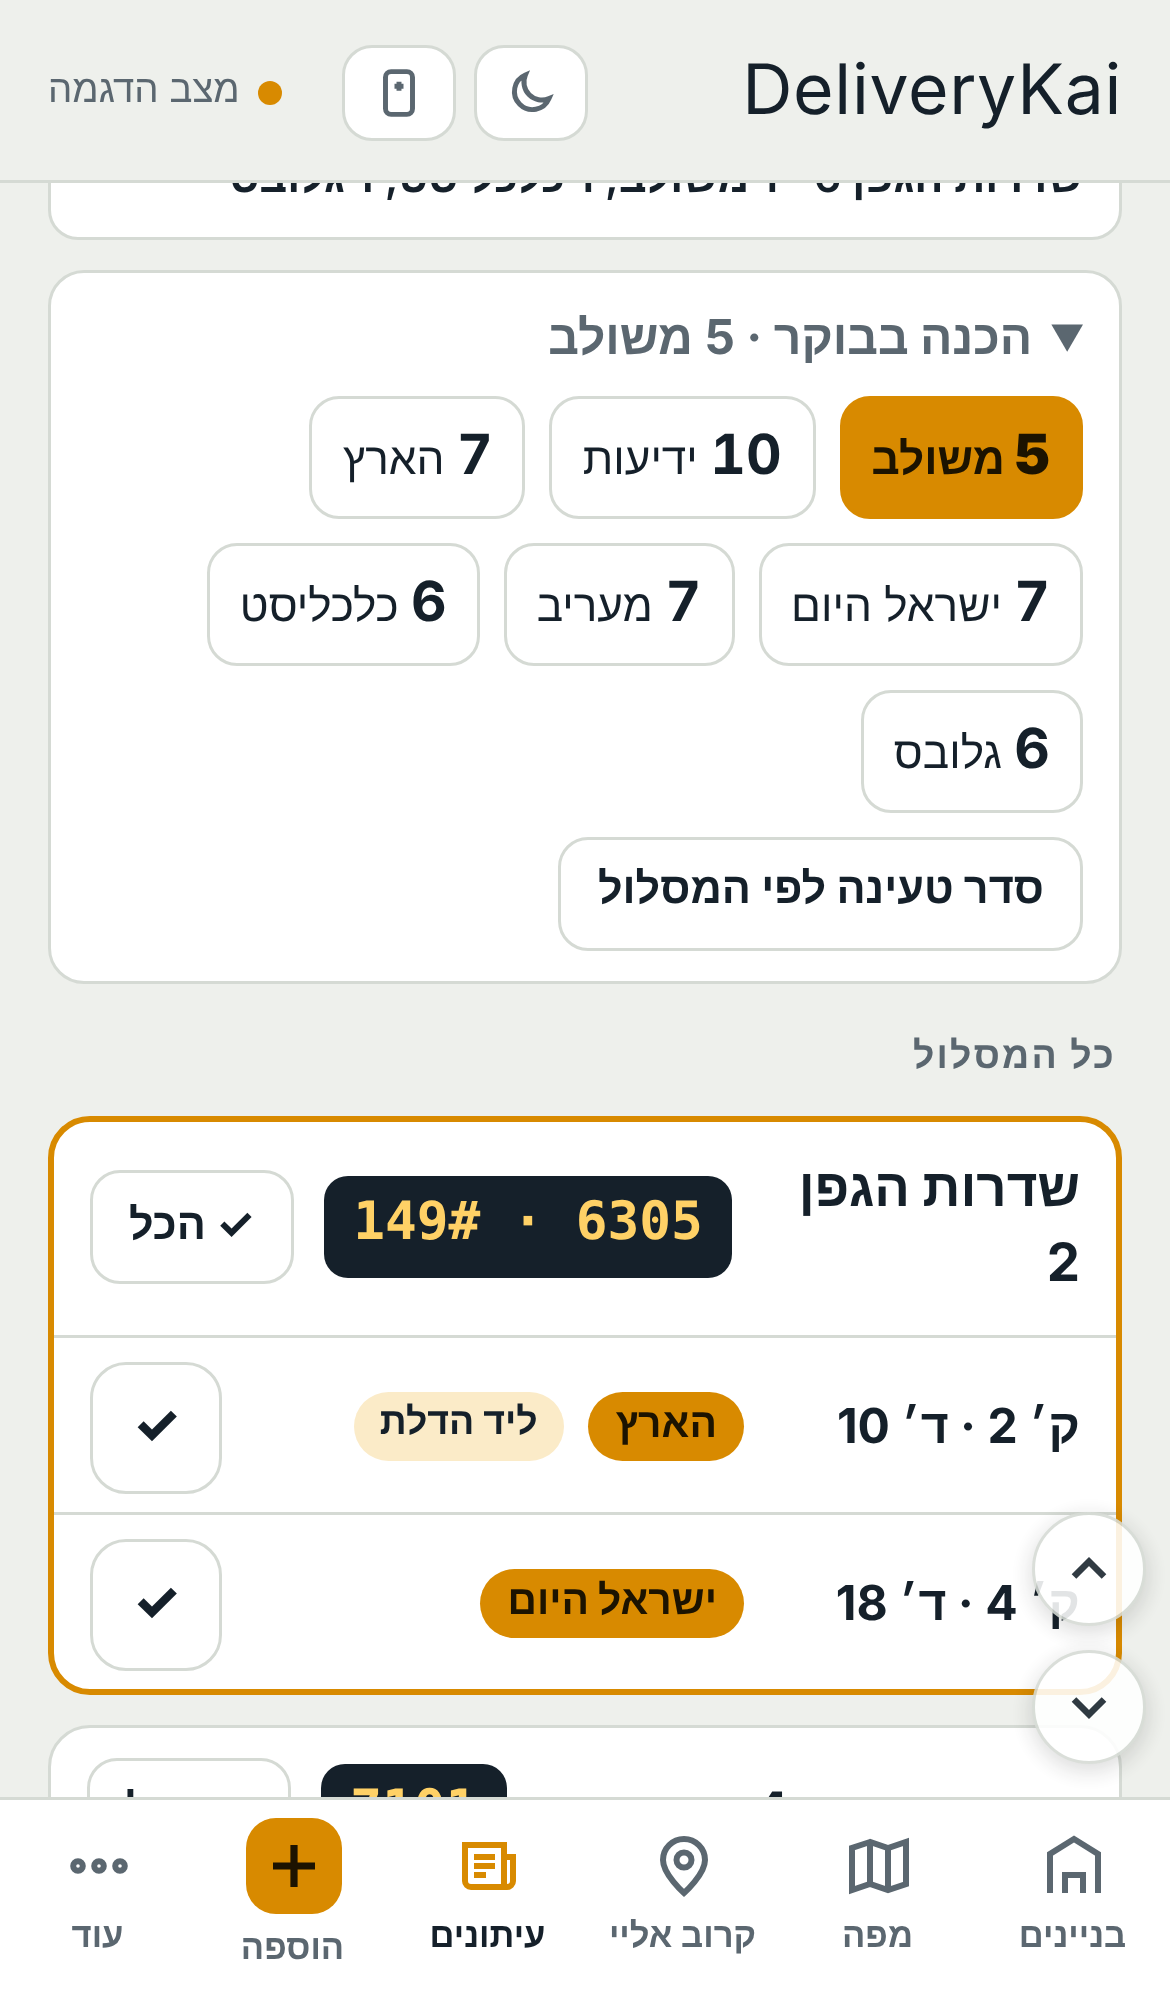 DeliveryKai
מצב הדגמה
▼ הכנה בבוקר · 5 משולב
5 משולב
10 ידיעות
7 הארץ
7 ישראל היום
7 מעריב
6 כלכליסט
6 גלובס
סדר טעינה לפי המסלול
כל המסלול
שדרות הגפן
2
149# · 6305
✓ הכל
ק׳ 2 · ד׳ 10
הארץ
ליד הדלת
ק׳ 4 · ד׳ 18
ישראל היום
בניינים
מפה
קרוב אליי
עיתונים
הוספה
עוד